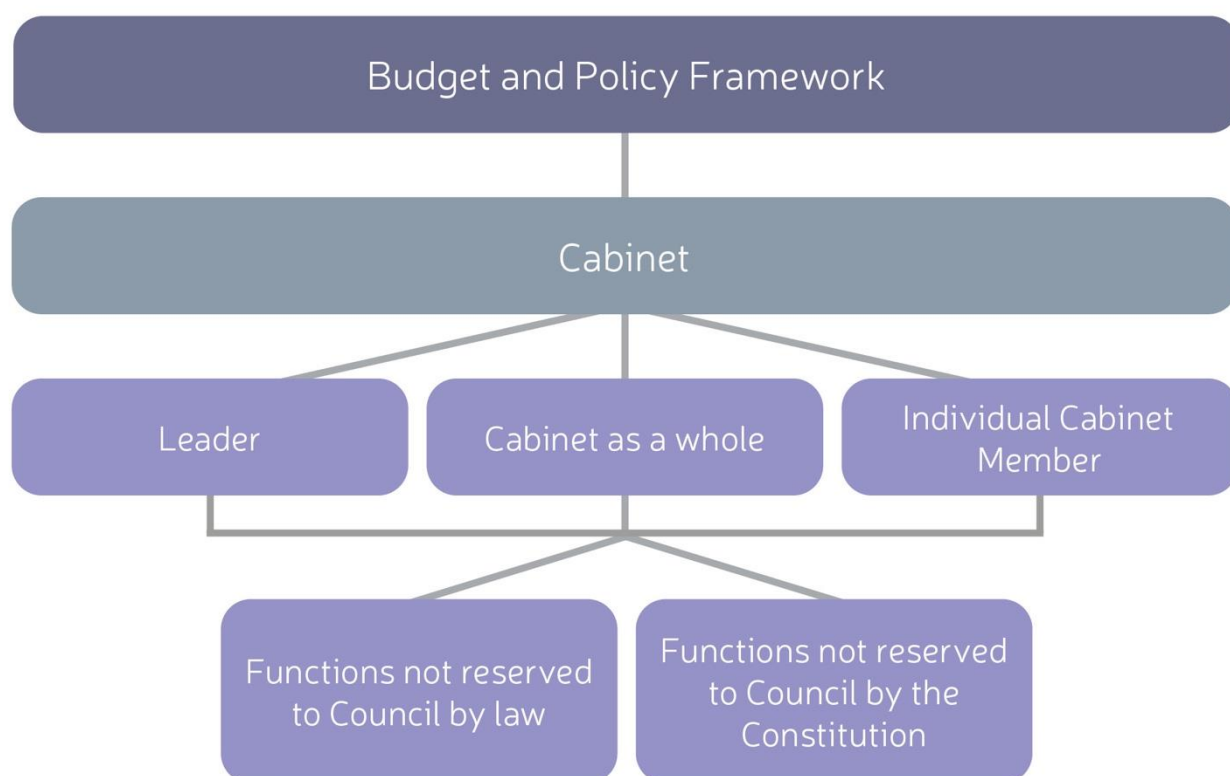 Budget and Policy Framework
Cabinet
Leader
Cabinet as a whole
Individual Cabinet
Member
Functions not reserved
to Council by law
Functions not reserved
to Council by the
Constitution